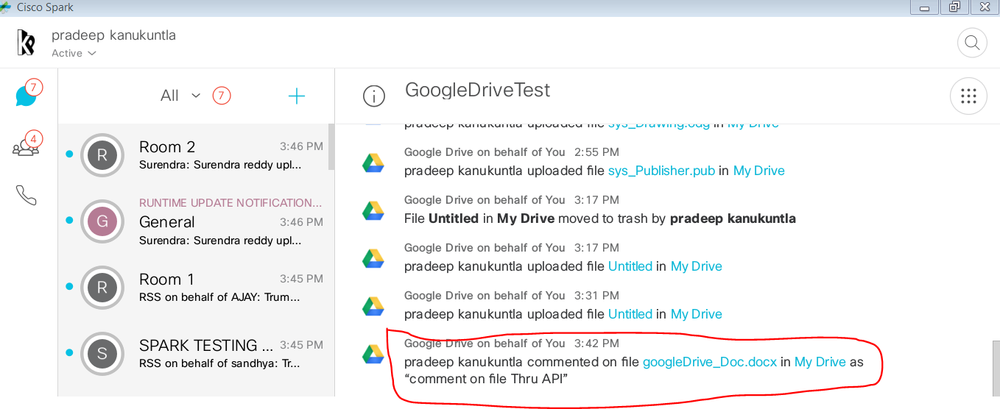 Cisco Spark
pradeep kanukuntla
Active
7
4
All
7
+
Room 2
3:46 PM
Surendra: Surendra reddy upl...
RUNTIME UPDATE NOTIFICATION...
General
3:46 PM
Surendra: Surendra reddy upl...
Room 1
3:45 PM
RSS on behalf of AJAY: Trum...
SPARK TESTING ...
3:45 PM
RSS on behalf of sandhya: Tr...
R
G
R
S
GoogleDriveTest
pradeep kanukuntla uploaded file sys_Drawing.odg in My Drive
Google Drive on behalf of You 2:55 PM
pradeep kanukuntla uploaded file sys_Publisher.pub in My Drive
Google Drive on behalf of You 3:17 PM
File Untitled in My Drive moved to trash by pradeep kanukuntla
Google Drive on behalf of You 3:17 PM
pradeep kanukuntla uploaded file Untitled in My Drive
Google Drive on behalf of You 3:31 PM
pradeep kanukuntla uploaded file Untitled in My Drive
Google Drive on behalf of You 3:42 PM
pradeep kanukuntla commented on file googleDrive_Doc.docx in My Drive as
“comment on file Thru API”